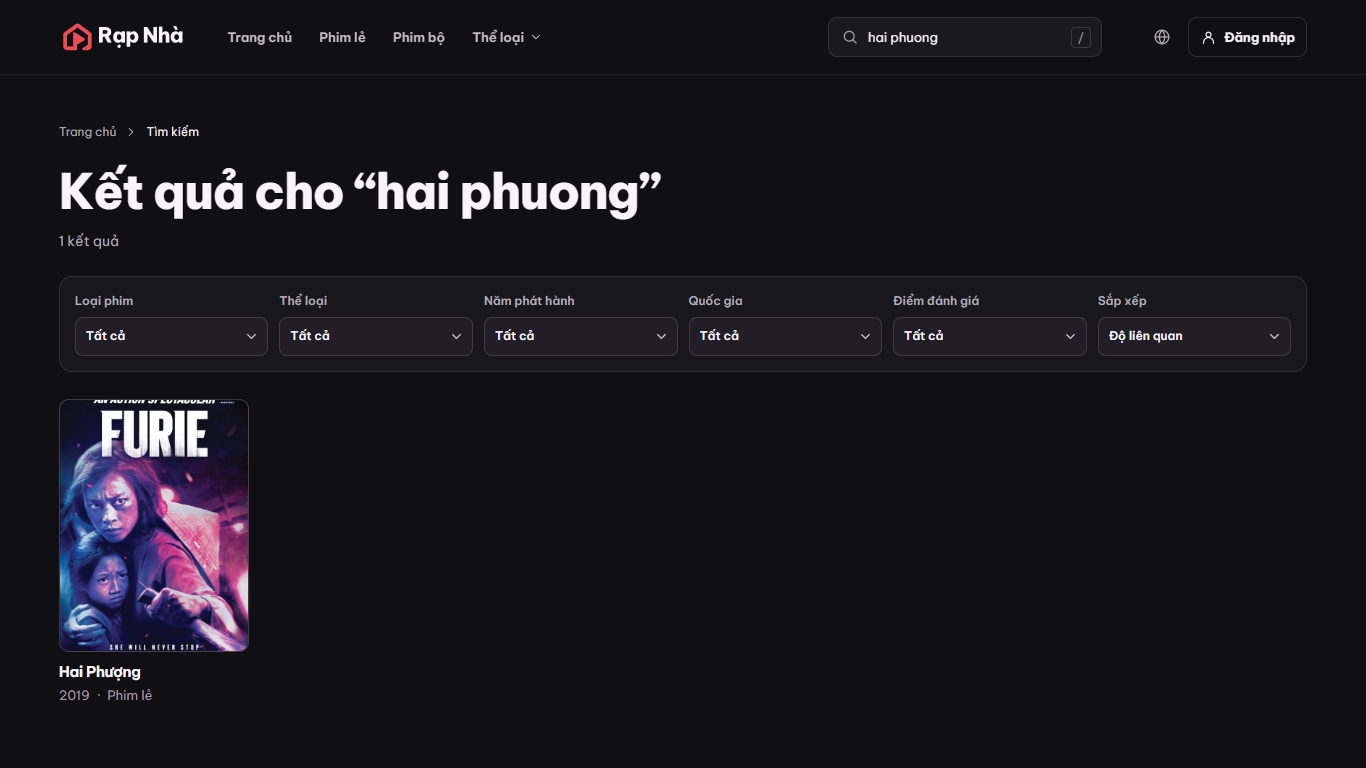 Rạp Nhà
Trang chủ Phim lẻ Phim bộ Thể loại
hai phuong /
Đăng nhập
Trang chủ > Tìm kiếm
Kết quả cho “hai phuong”
1 kết quả
Loại phim Thể loại Năm phát hành Quốc gia Điểm đánh giá Sắp xếp
Tất cả Tất cả Tất cả Tất cả Tất cả Độ liên quan
AN ACTION SPECTACULAR
FURIE
SHE WILL NEVER STOP
Hai Phượng
2019 · Phim lẻ